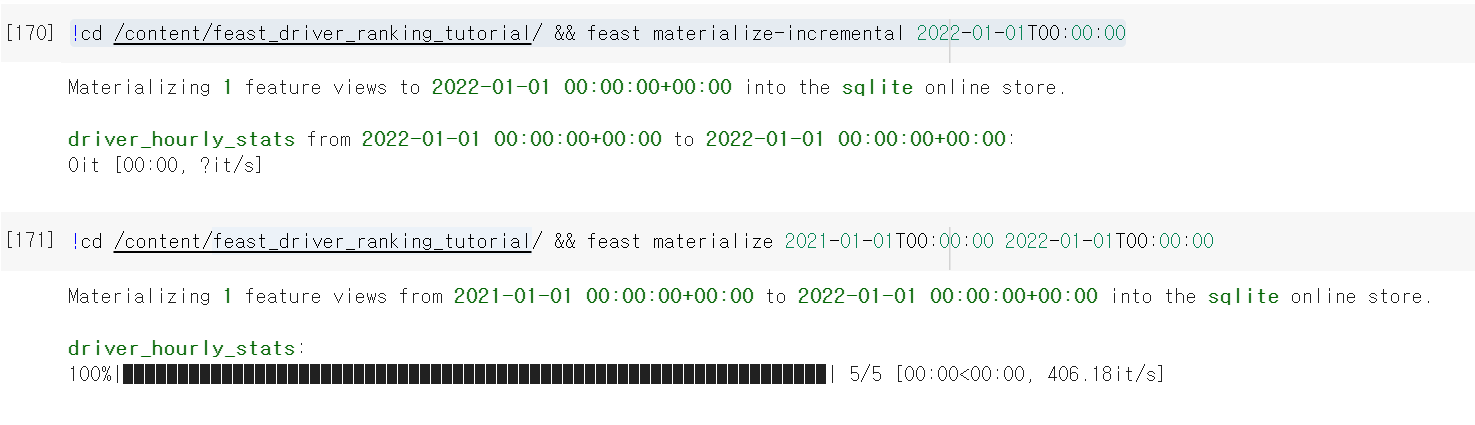 [170] !cd /content/feast_driver_ranking_tutorial/ && feast materialize-incremental 2022-01-01T00:00:00
Materializing 1 feature views to 2022-01-01 00:00:00+00:00 into the sqlite online store.
driver_hourly_stats from 2022-01-01 00:00:00+00:00 to 2022-01-01 00:00:00+00:00:
0it [00:00, ?it/s]
[171] !cd /content/feast_driver_ranking_tutorial/ && feast materialize 2021-01-01T00:00:00 2022-01-01T00:00:00
Materializing 1 feature views from 2021-01-01 00:00:00+00:00 to 2022-01-01 00:00:00+00:00 into the sqlite online store.
driver_hourly_stats:
100%|████████████████████████████████████████████████████████████████| 5/5 [00:00<00:00, 406.18it/s]